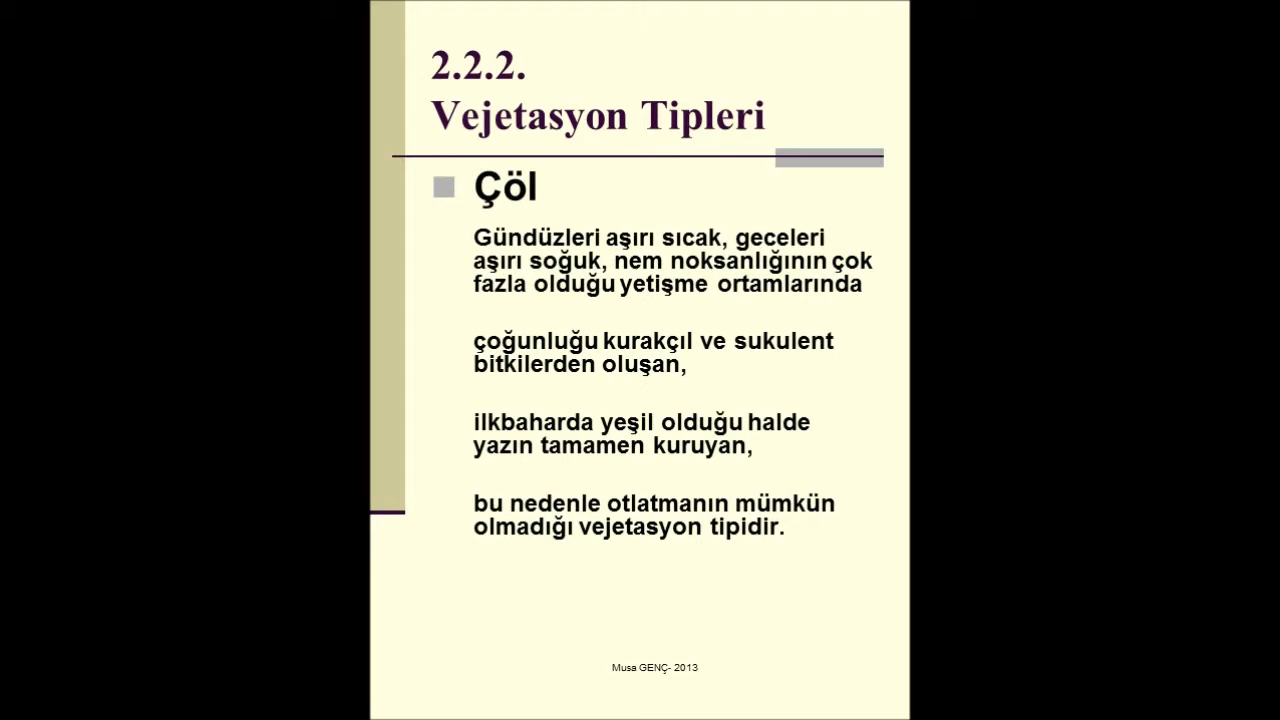 2.2.2.
Vejetasyon Tipleri
Çöl
Gündüzleri aşırı sıcak, geceleri
aşırı soğuk, nem noksanlığının çok
fazla olduğu yetişme ortamlarında
çoğunluğu kurakçıl ve sukulent
bitkilerden oluşan,
ilkbaharda yeşil olduğu halde
yazın tamamen kuruyan,
bu nedenle otlatmanın mümkün
olmadığı vejetasyon tipidir.
Musa GENÇ- 2013